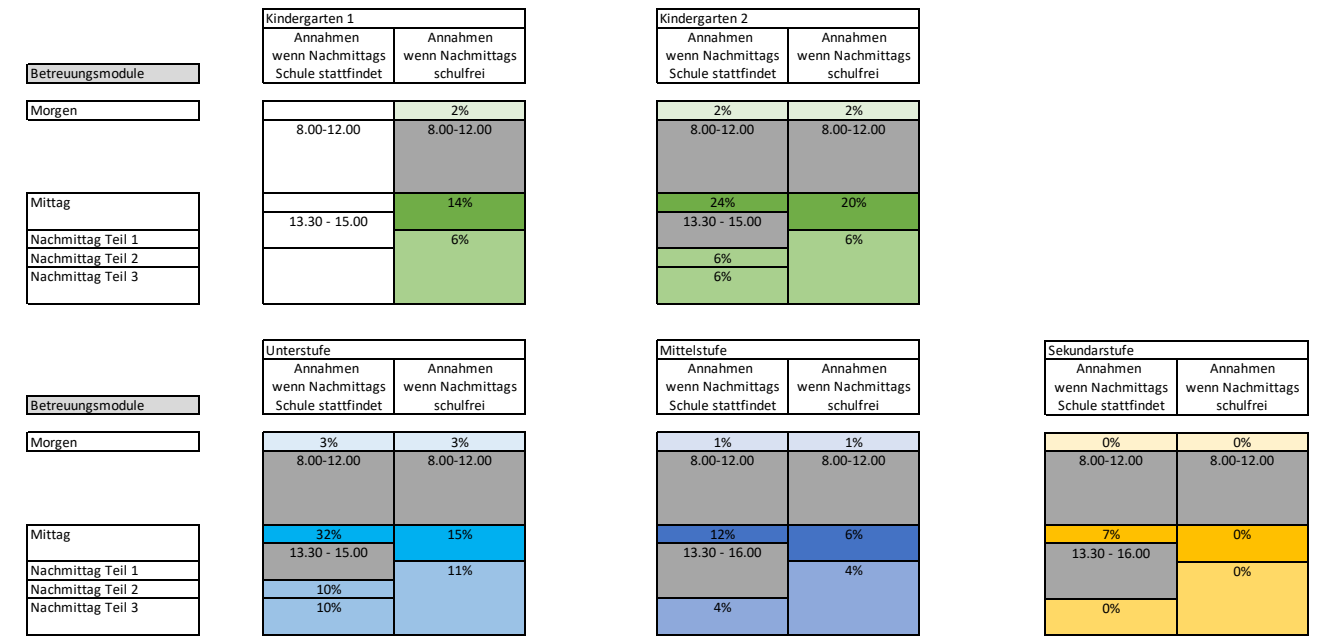 Kindergarten 1 Kindergarten 2
Annahmen Annahmen Annahmen Annahmen
wenn Nachmittags wenn Nachmittags wenn Nachmittags wenn Nachmittags
Betreuungsmodule Schule stattfindet schulfrei Schule stattfindet schulfrei
Morgen 2% 2% 2%
8.00-12.00 8.00-12.00 8.00-12.00 8.00-12.00
Mittag 14% 24% 20%
13.30 - 15.00 13.30 - 15.00
Nachmittag Teil 1 6% 6%
Nachmittag Teil 2 6%
Nachmittag Teil 3 6%
Unterstufe Mittelstufe Sekundarstufe
Annahmen Annahmen Annahmen Annahmen Annahmen Annahmen
wenn Nachmittags wenn Nachmittags wenn Nachmittags wenn Nachmittags wenn Nachmittags wenn Nachmittags
Betreuungsmodule Schule stattfindet schulfrei Schule stattfindet schulfrei Schule stattfindet schulfrei
Morgen 3% 3% 1% 1% 0% 0%
8.00-12.00 8.00-12.00 8.00-12.00 8.00-12.00 8.00-12.00 8.00-12.00
Mittag 32% 15% 12% 6% 7% 0%
13.30 - 15.00 13.30 - 16.00 13.30 - 16.00
Nachmittag Teil 1 11% 4% 0%
Nachmittag Teil 2 10%
Nachmittag Teil 3 10% 4% 0%